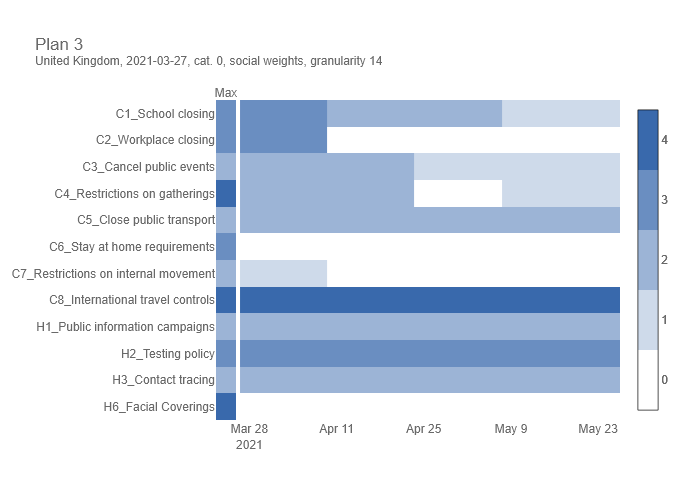 Plan 3
United Kingdom, 2021-03-27, cat. 0, social weights, granularity 14
Max
C1_School closing
C2_Workplace closing
C3_Cancel public events
C4_Restrictions on gatherings
C5_Close public transport
C6_Stay at home requirements
C7_Restrictions on internal movement
C8_International travel controls
H1_Public information campaigns
H2_Testing policy
H3_Contact tracing
H6_Facial Coverings
Mar 28 Apr 11 Apr 25 May 9 May 23
2021
4
3
2
1
0